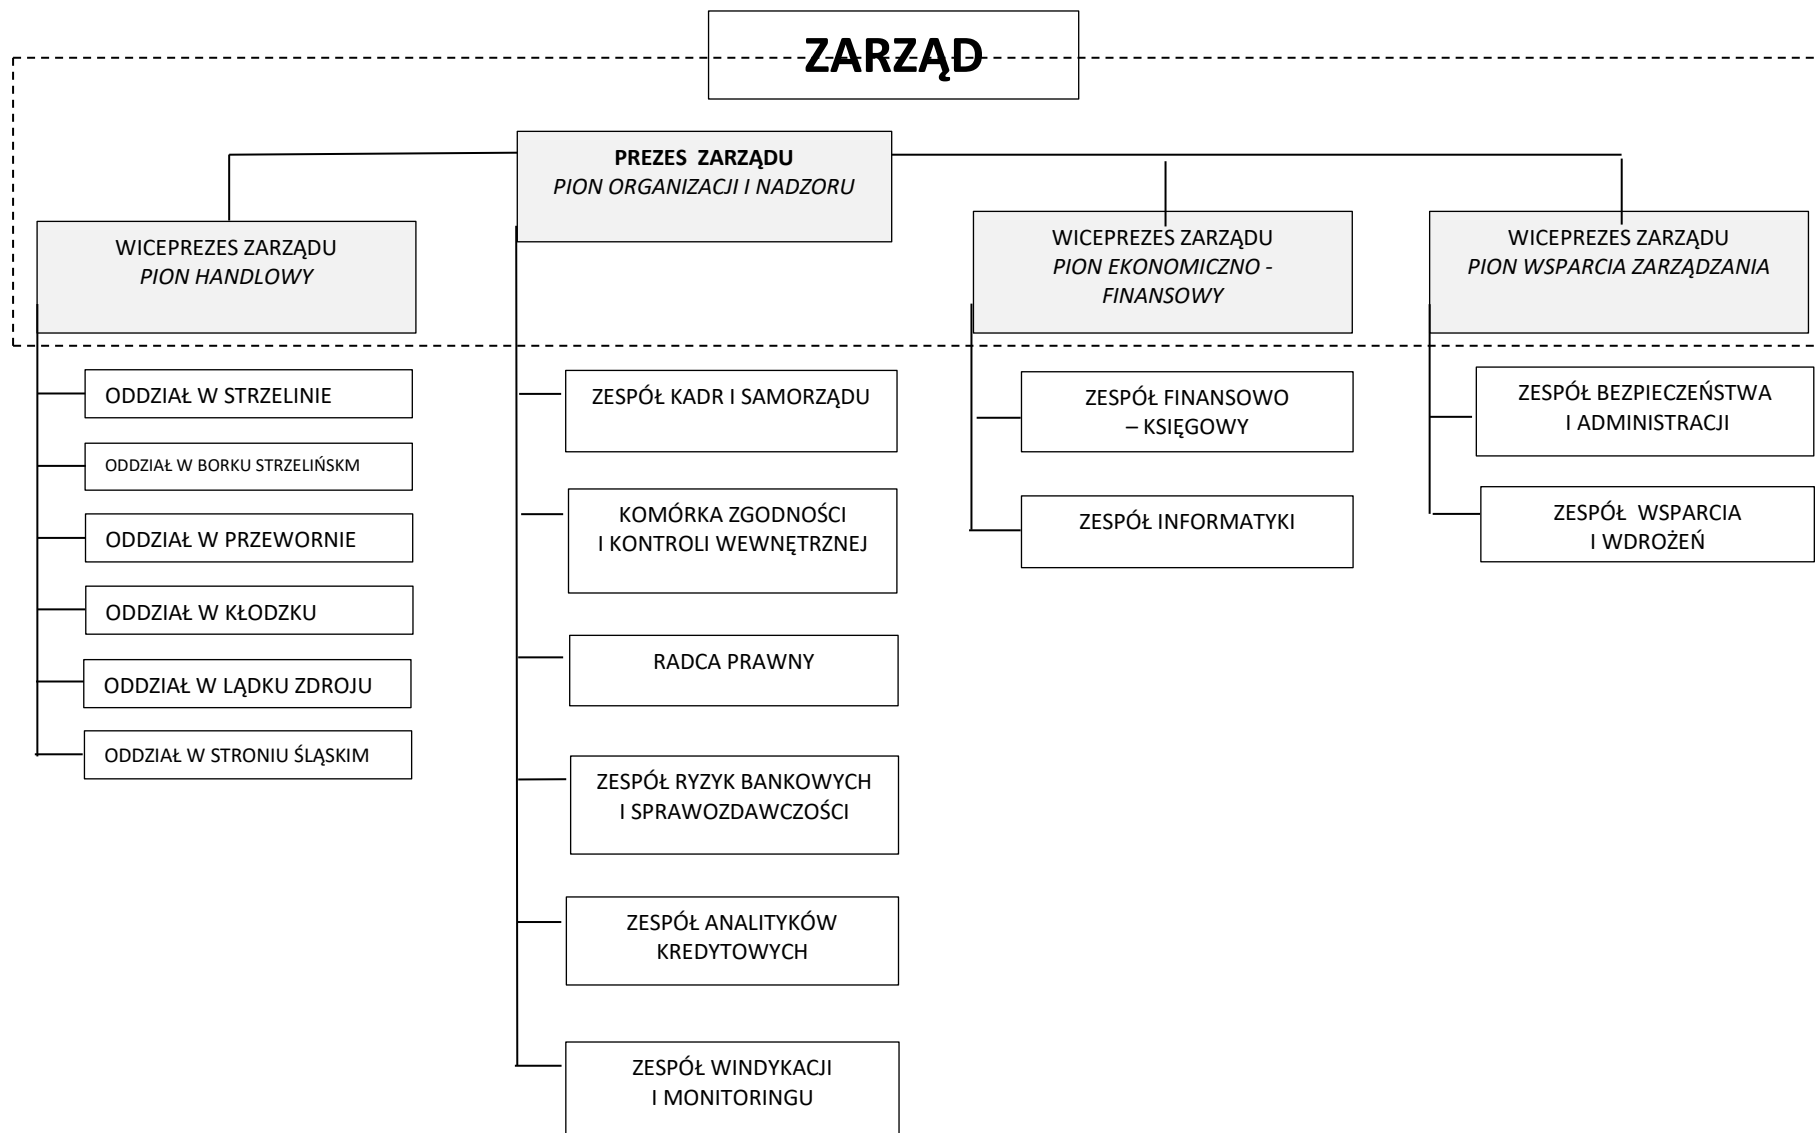 ZARZĄD
PREZES ZARZĄDU
PION ORGANIZACJI I NADZORU
WICEPREZES ZARZĄDU
PION HANDLOWY
WICEPREZES ZARZĄDU
PION EKONOMICZNO -
FINANSOWY
WICEPREZES ZARZĄDU
PION WSPARCIA ZARZĄDZANIA
ODDZIAŁ W STRZELINIE
ODDZIAŁ W BORKU STRZELIŃSKM
ODDZIAŁ W PRZEWORNIE
ODDZIAŁ W KŁODZKU
ODDZIAŁ W LĄDKU ZDROJU
ODDZIAŁ W STRONIU ŚLĄSKIM
ZESPÓŁ KADR I SAMORZĄDU
KOMÓRKA ZGODNOŚCI
I KONTROLI WEWNĘTRZNEJ
RADCA PRAWNY
ZESPÓŁ RYZYK BANKOWYCH
I SPRAWOZDAWCZOŚCI
ZESPÓŁ ANALITYKÓW
KREDYTOWYCH
ZESPÓŁ WINDYKACJI
I MONITORINGU
ZESPÓŁ FINANSOWO
– KSIĘGOWY
ZESPÓŁ INFORMATYKI
ZESPÓŁ BEZPIECZEŃSTWA
I ADMINISTRACJI
ZESPÓŁ WSPARCIA
I WDROŻEŃ